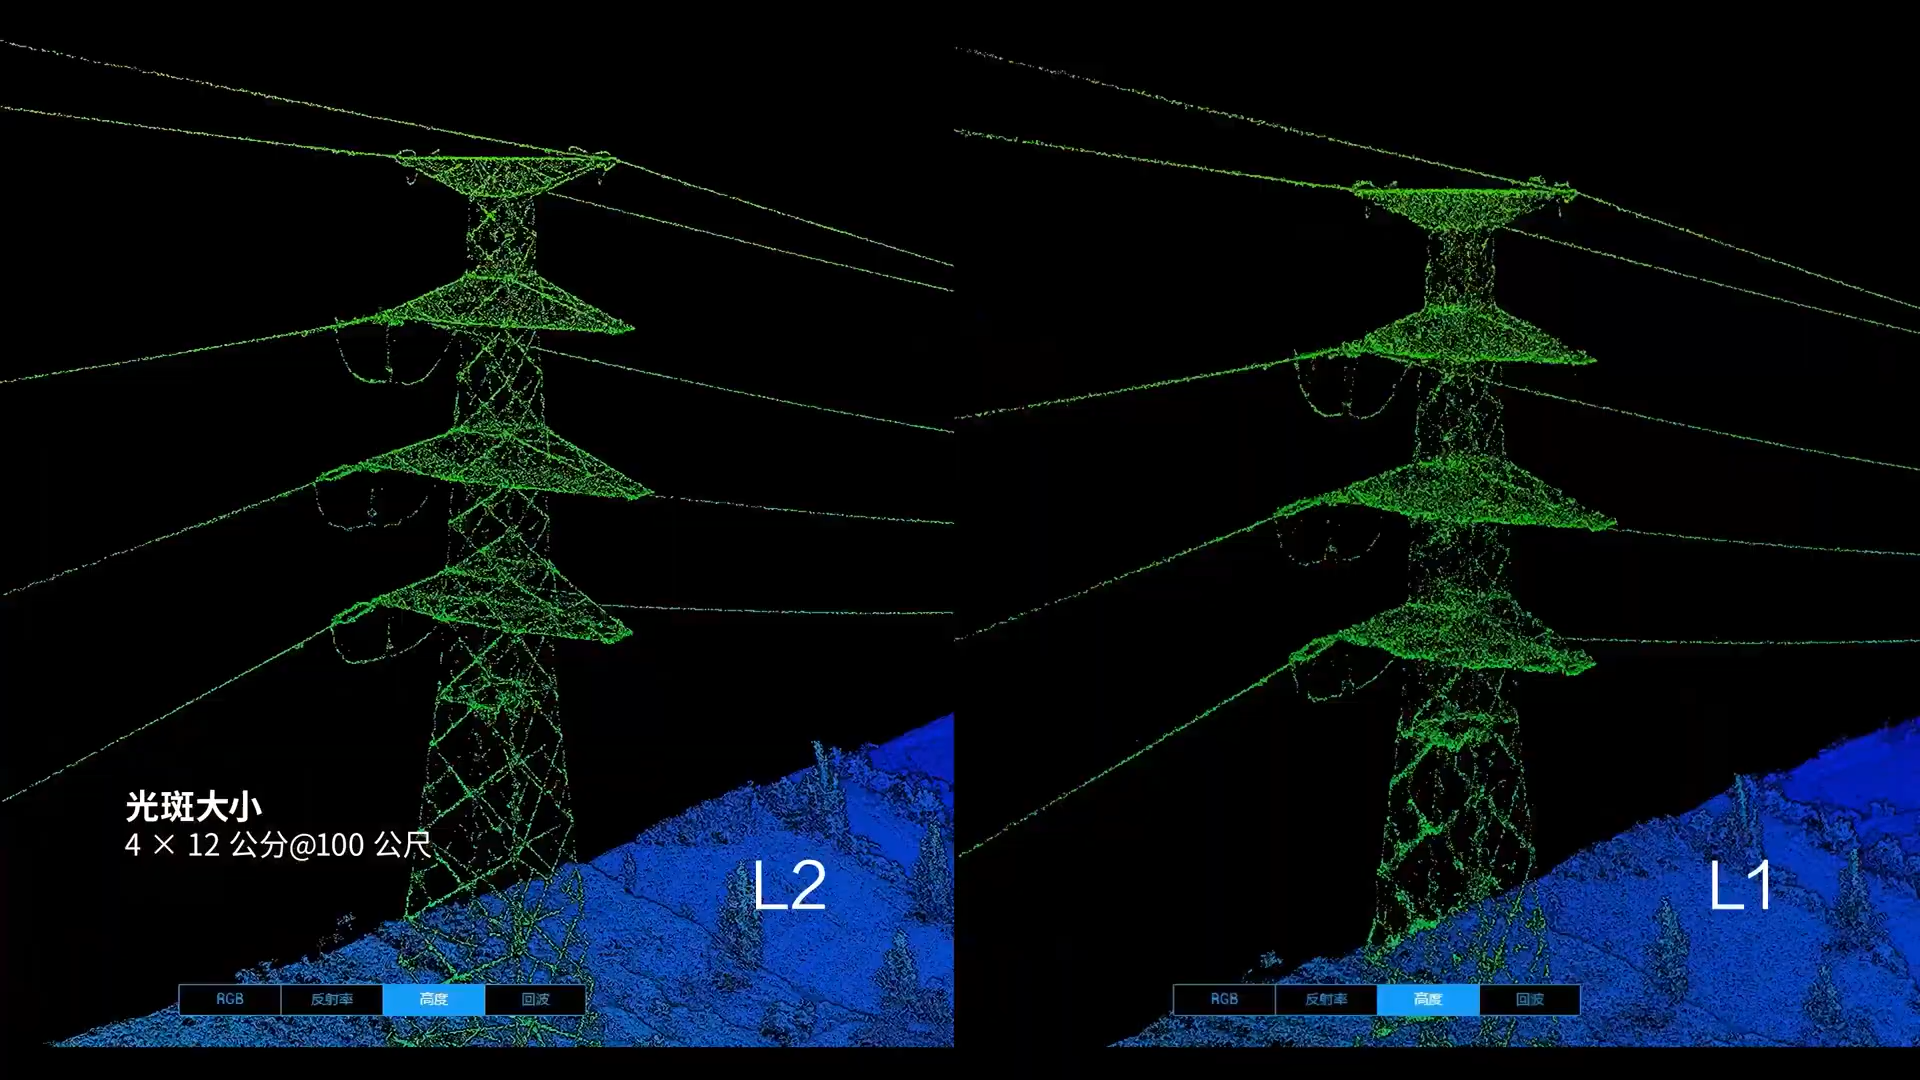 光斑大小
4 × 12 公分@100 公尺
L2
L1
RGB 反射率 高度 回波
RGB 反射率 高度 回波